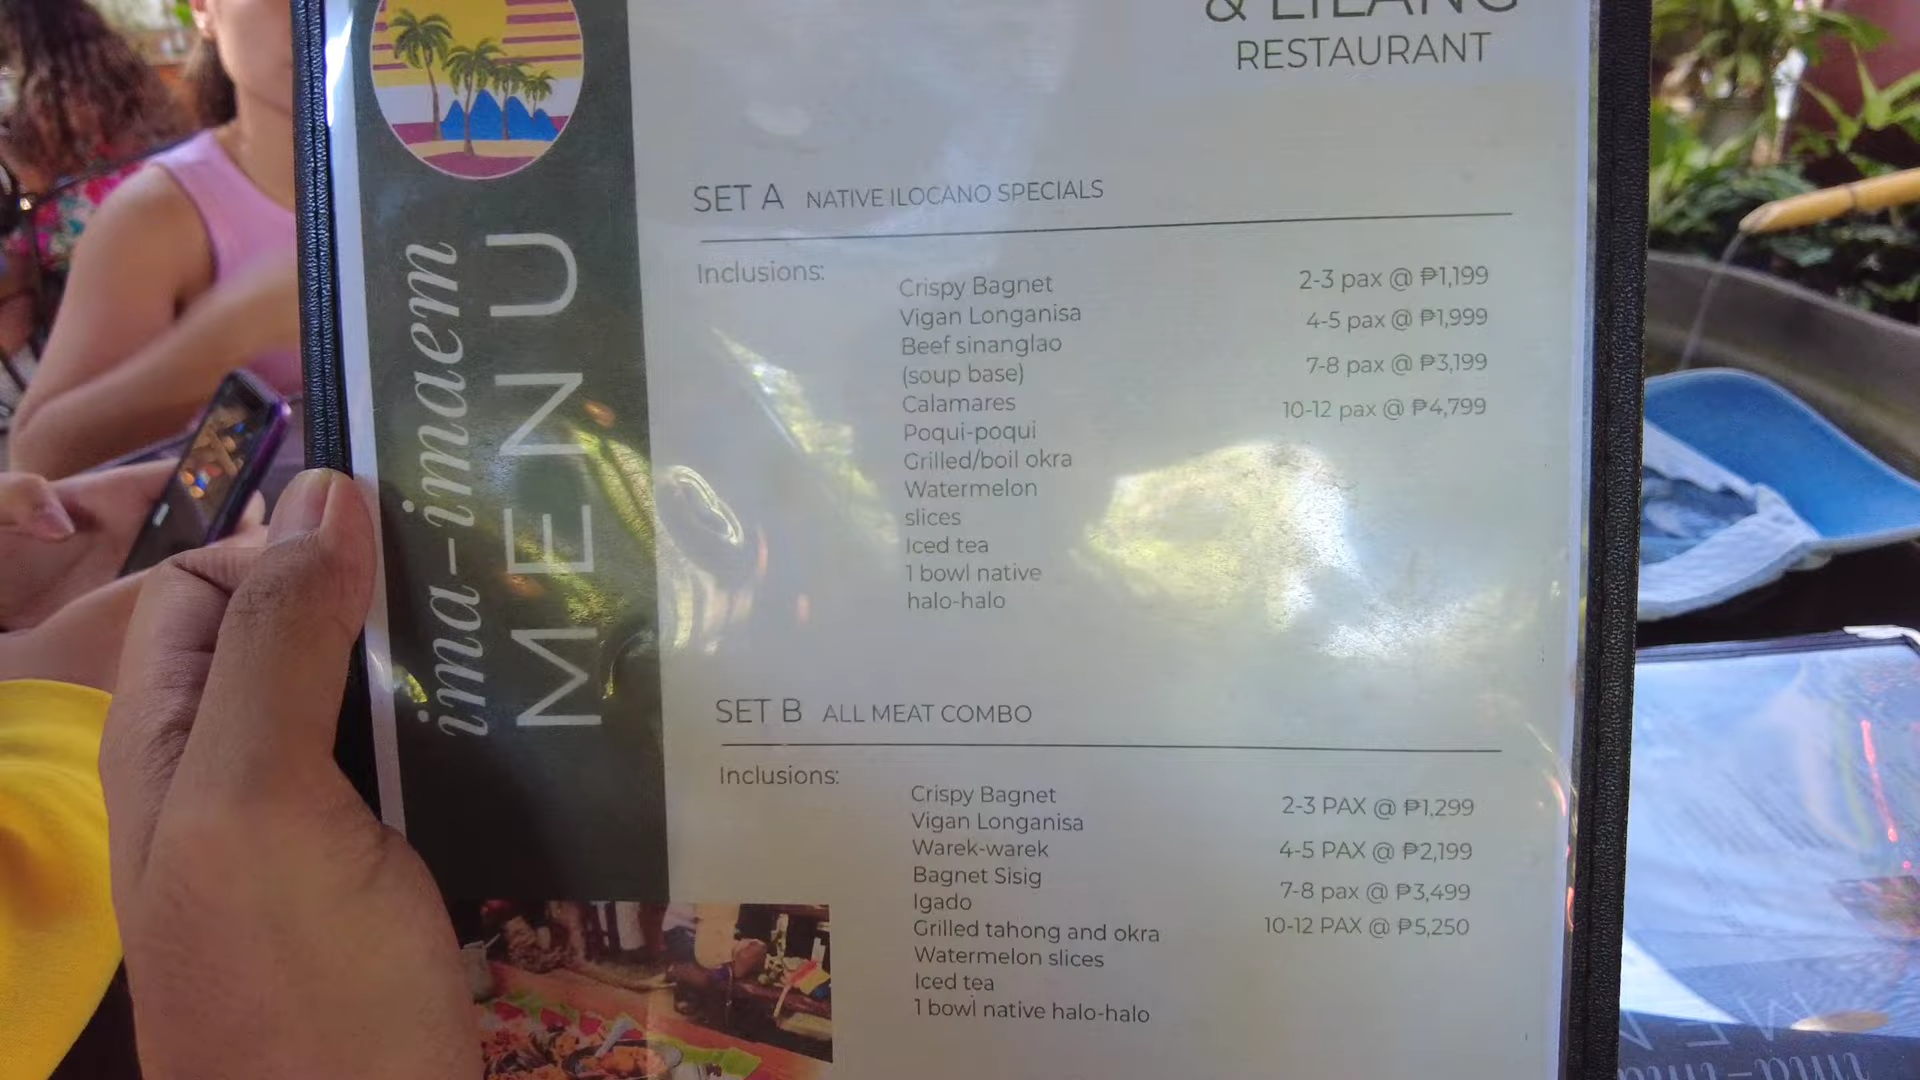 & LILANG
RESTAURANT
ima-imaem
MENU
SET A NATIVE ILOCANO SPECIALS
Inclusions:
Crispy Bagnet
Vigan Longanisa
Beef sinanglao
(soup base)
Calamares
Poqui-poqui
Grilled/boil okra
Watermelon
slices
Iced tea
1 bowl native
halo-halo
2-3 pax @ ₱1,199
4-5 pax @ ₱1,999
7-8 pax @ ₱3,199
10-12 pax @ ₱4,799
SET B ALL MEAT COMBO
Inclusions:
Crispy Bagnet
Vigan Longanisa
Warek-warek
Bagnet Sisig
Igado
Grilled tahong and okra
Watermelon slices
Iced tea
1 bowl native halo-halo
2-3 PAX @ ₱1,299
4-5 PAX @ ₱2,199
7-8 pax @ ₱3,499
10-12 PAX @ ₱5,250